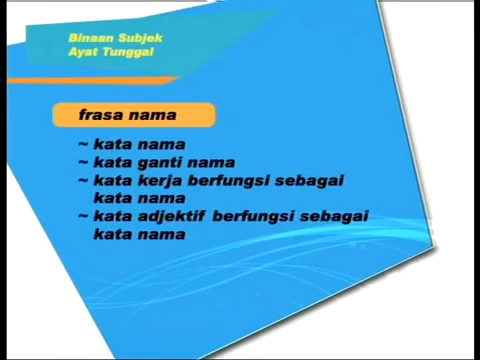 Binaan Subjek
Ayat Tunggal
frasa nama
~ kata nama
~ kata ganti nama
~ kata kerja berfungsi sebagai
kata nama
~ kata adjektif berfungsi sebagai
kata nama